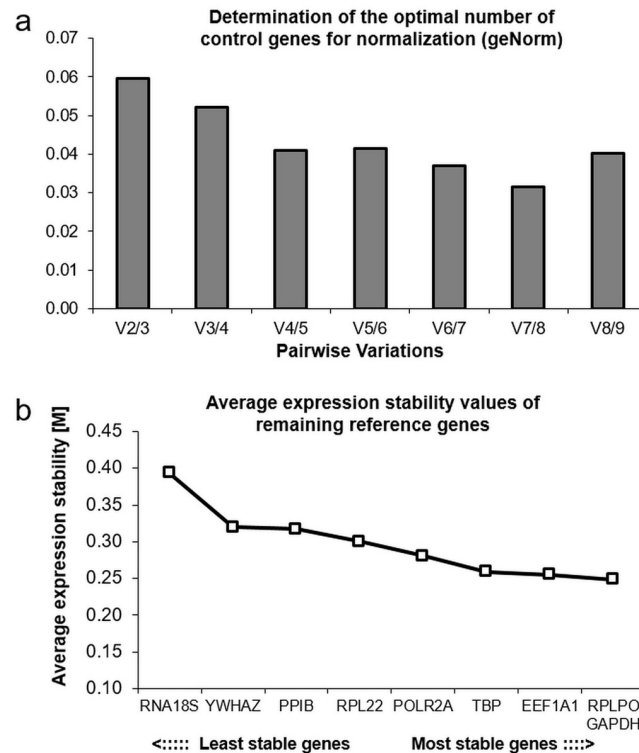 a
Determination of the optimal number of
control genes for normalization (geNorm)
0.07
0.06
0.05
0.04
0.03
0.02
0.01
0.00
V2/3 V3/4 V4/5 V5/6 V6/7 V7/8 V8/9
Pairwise Variations
b
Average expression stability values of
remaining reference genes
Average expression stability [M]
0.45
0.40
0.35
0.30
0.25
0.20
0.15
0.10
RNA18S YWHAZ PPIB RPL22 POLR2A TBP EEF1A1 RPLPO
GAPDH
<::::: Least stable genes Most stable genes ::::>